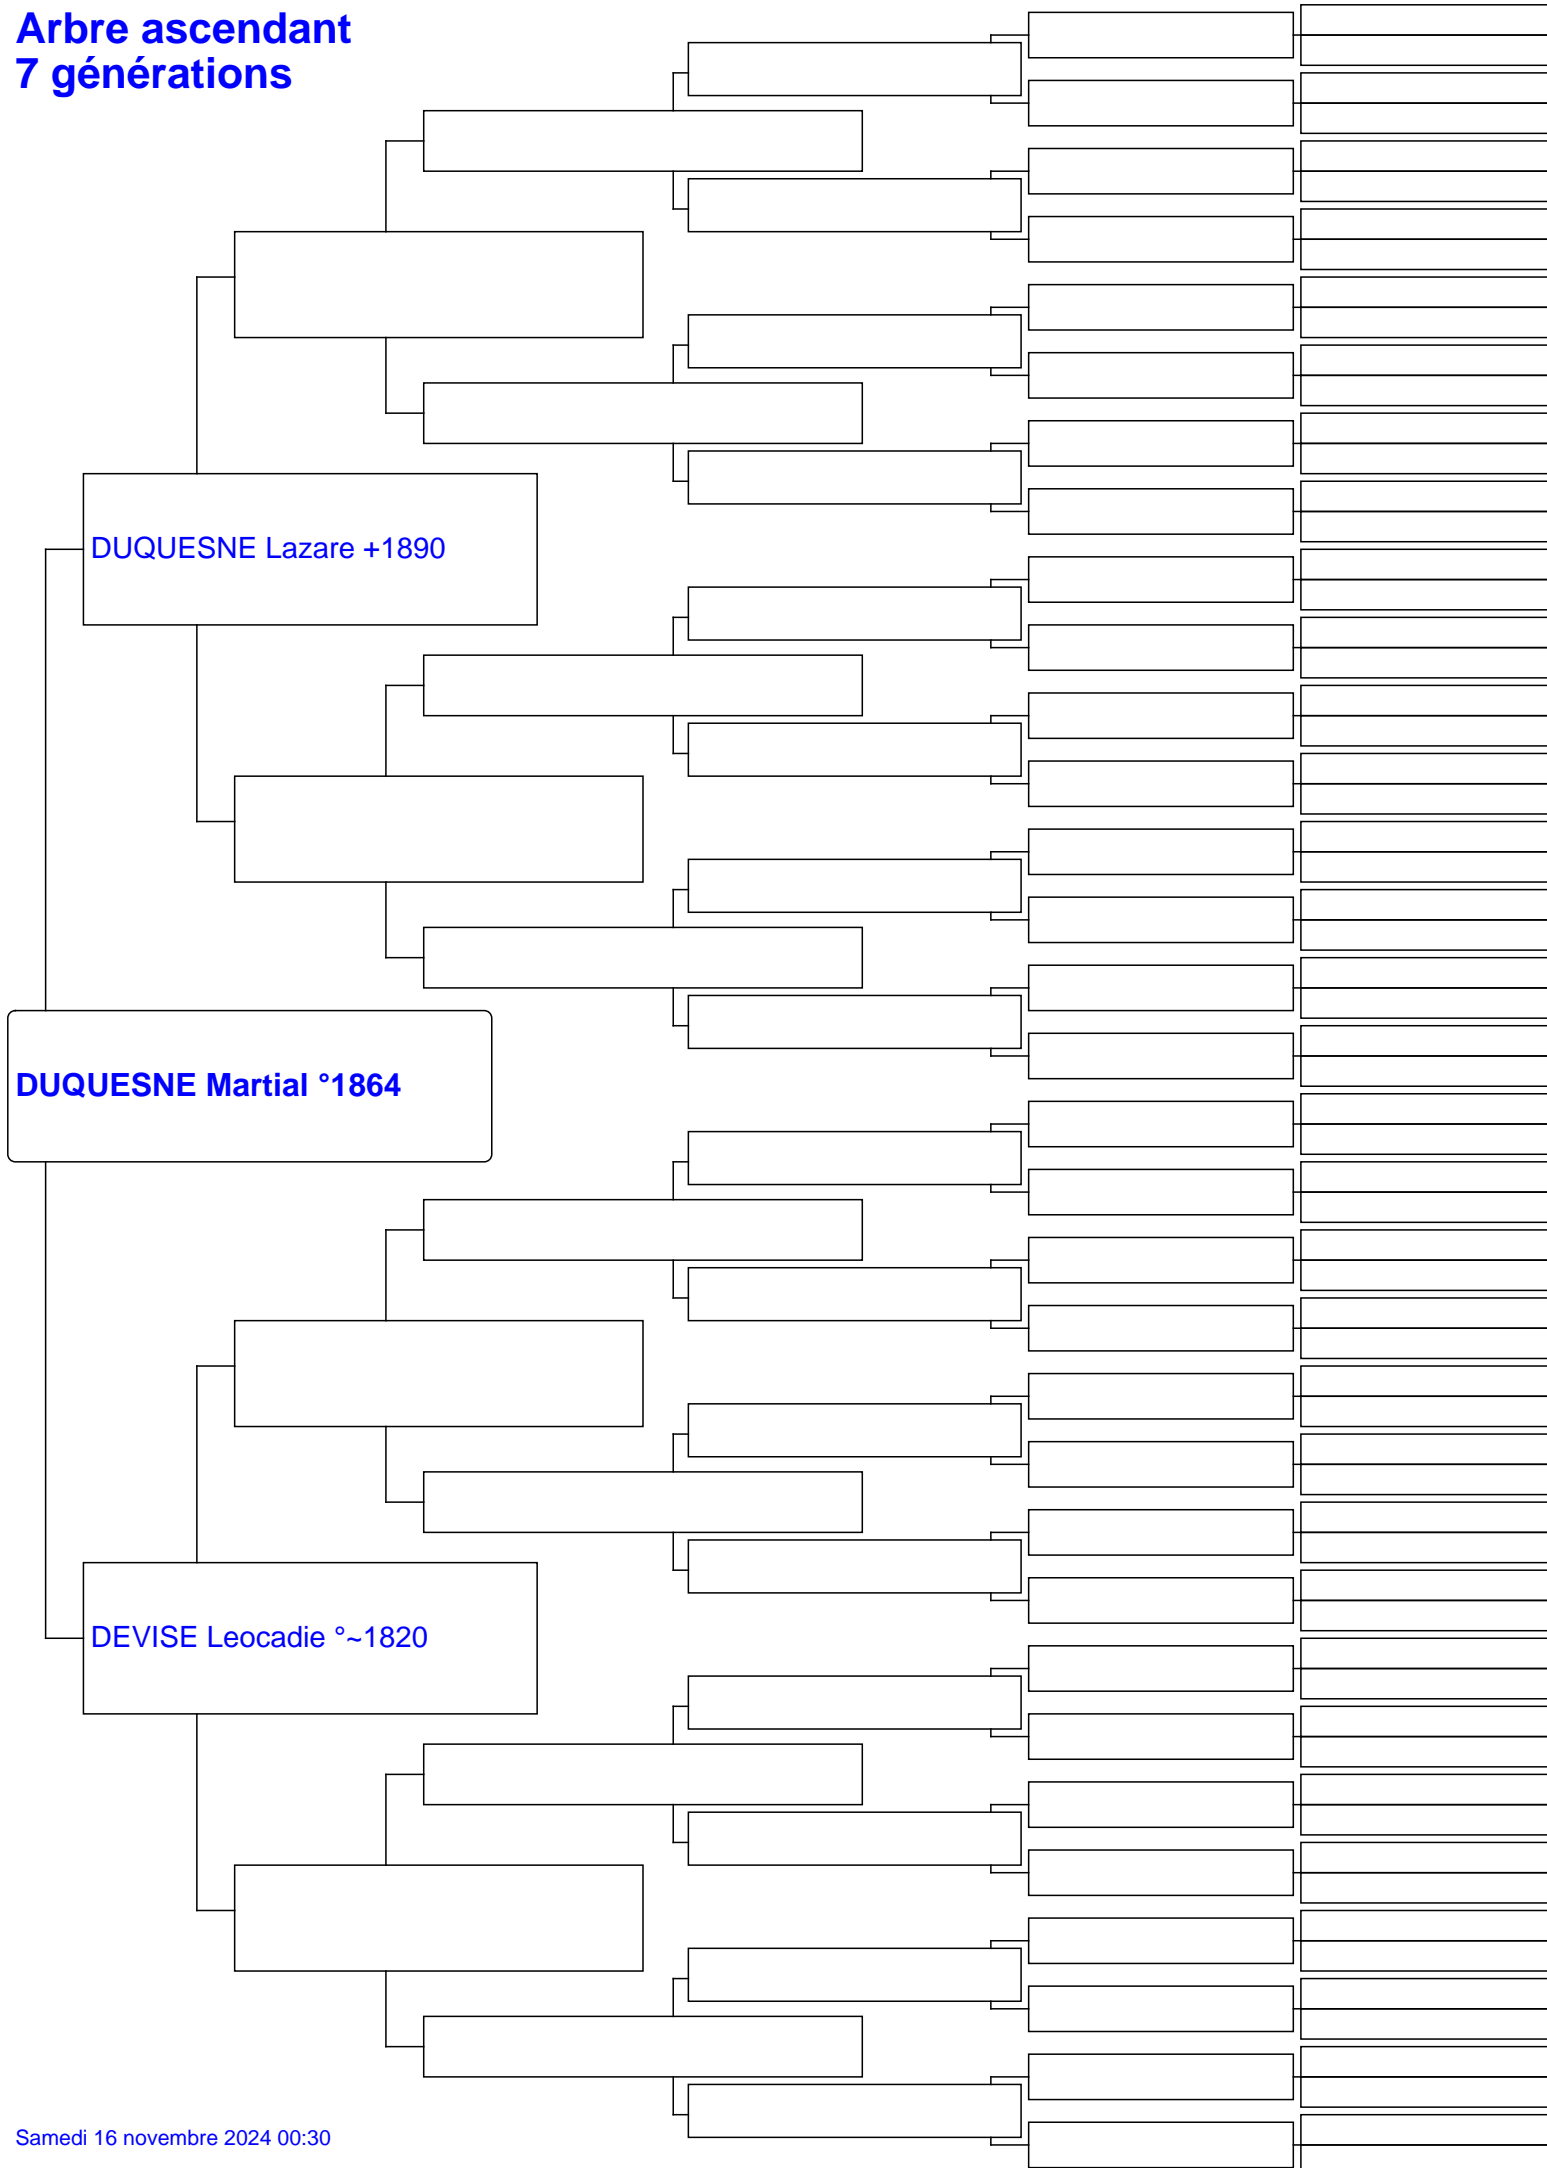 Arbre ascendant
7 générations
DUQUESNE Lazare +1890
DUQUESNE Martial °1864
DEVISE Leocadie °~1820
Samedi 16 novembre 2024 00:30